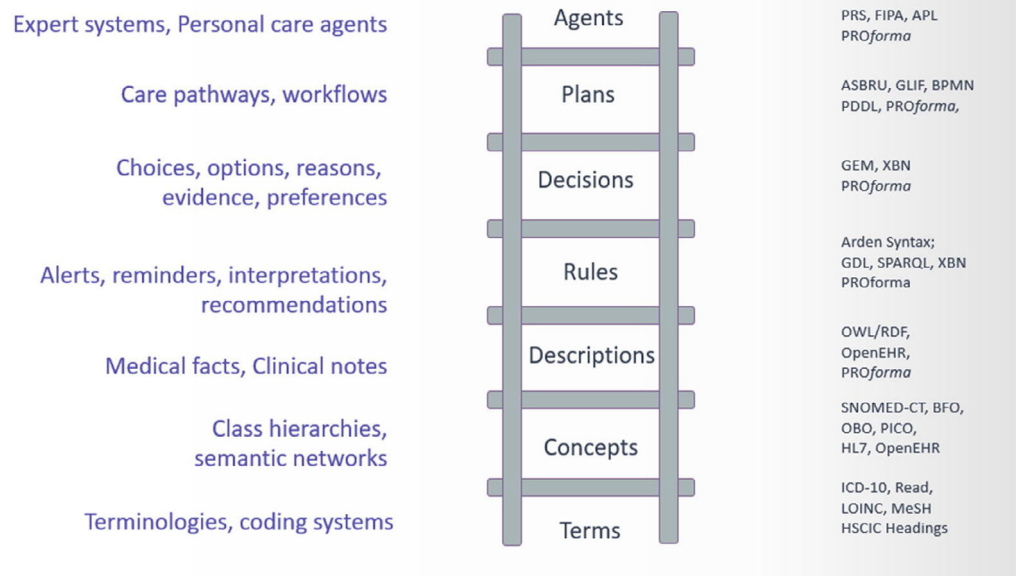 Expert systems, Personal care agents
Agents
PRS, FIPA, APL
PROforma
Care pathways, workflows
Plans
ASBRU, GLIF, BPMN
PDDL, PROforma,
Choices, options, reasons,
evidence, preferences
Decisions
GEM, XBN
PROforma
Alerts, reminders, interpretations,
recommendations
Rules
Arden Syntax;
GDL, SPARQL, XBN
PROforma
Medical facts, Clinical notes
Descriptions
OWL/RDF,
OpenEHR,
PROforma
Class hierarchies,
semantic networks
Concepts
SNOMED-CT, BFO,
OBO, PICO,
HL7, OpenEHR
Terminologies, coding systems
Terms
ICD-10, Read,
LOINC, MeSH
HSCIC Headings